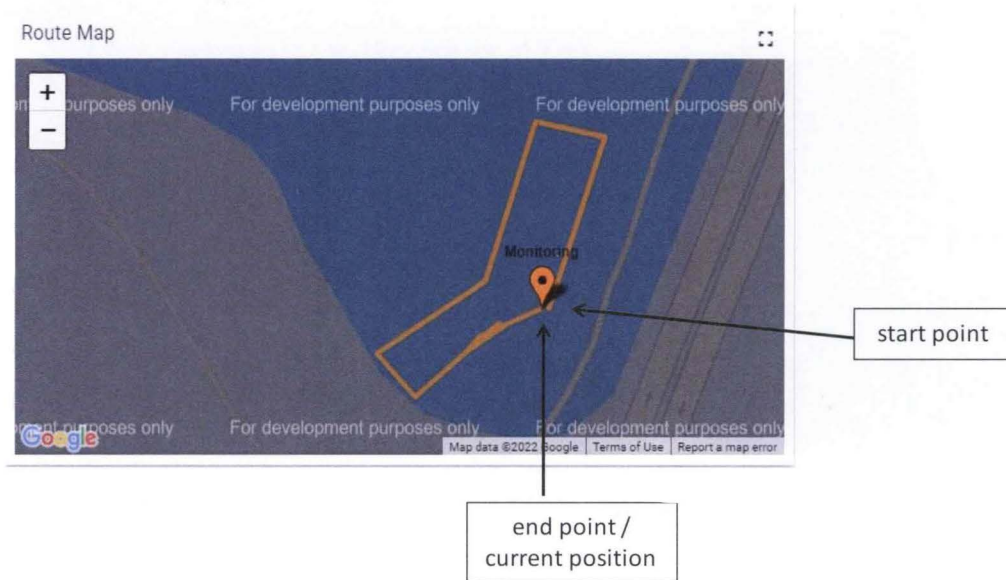 Route Map
+
−
purposes only
For development purposes only
For development purposes only
Monitoring
start point
purposes only
For development purposes only
For development purposes only
Google
Map data ©2022 Google
Terms of Use
Report a map error
end point /
current position